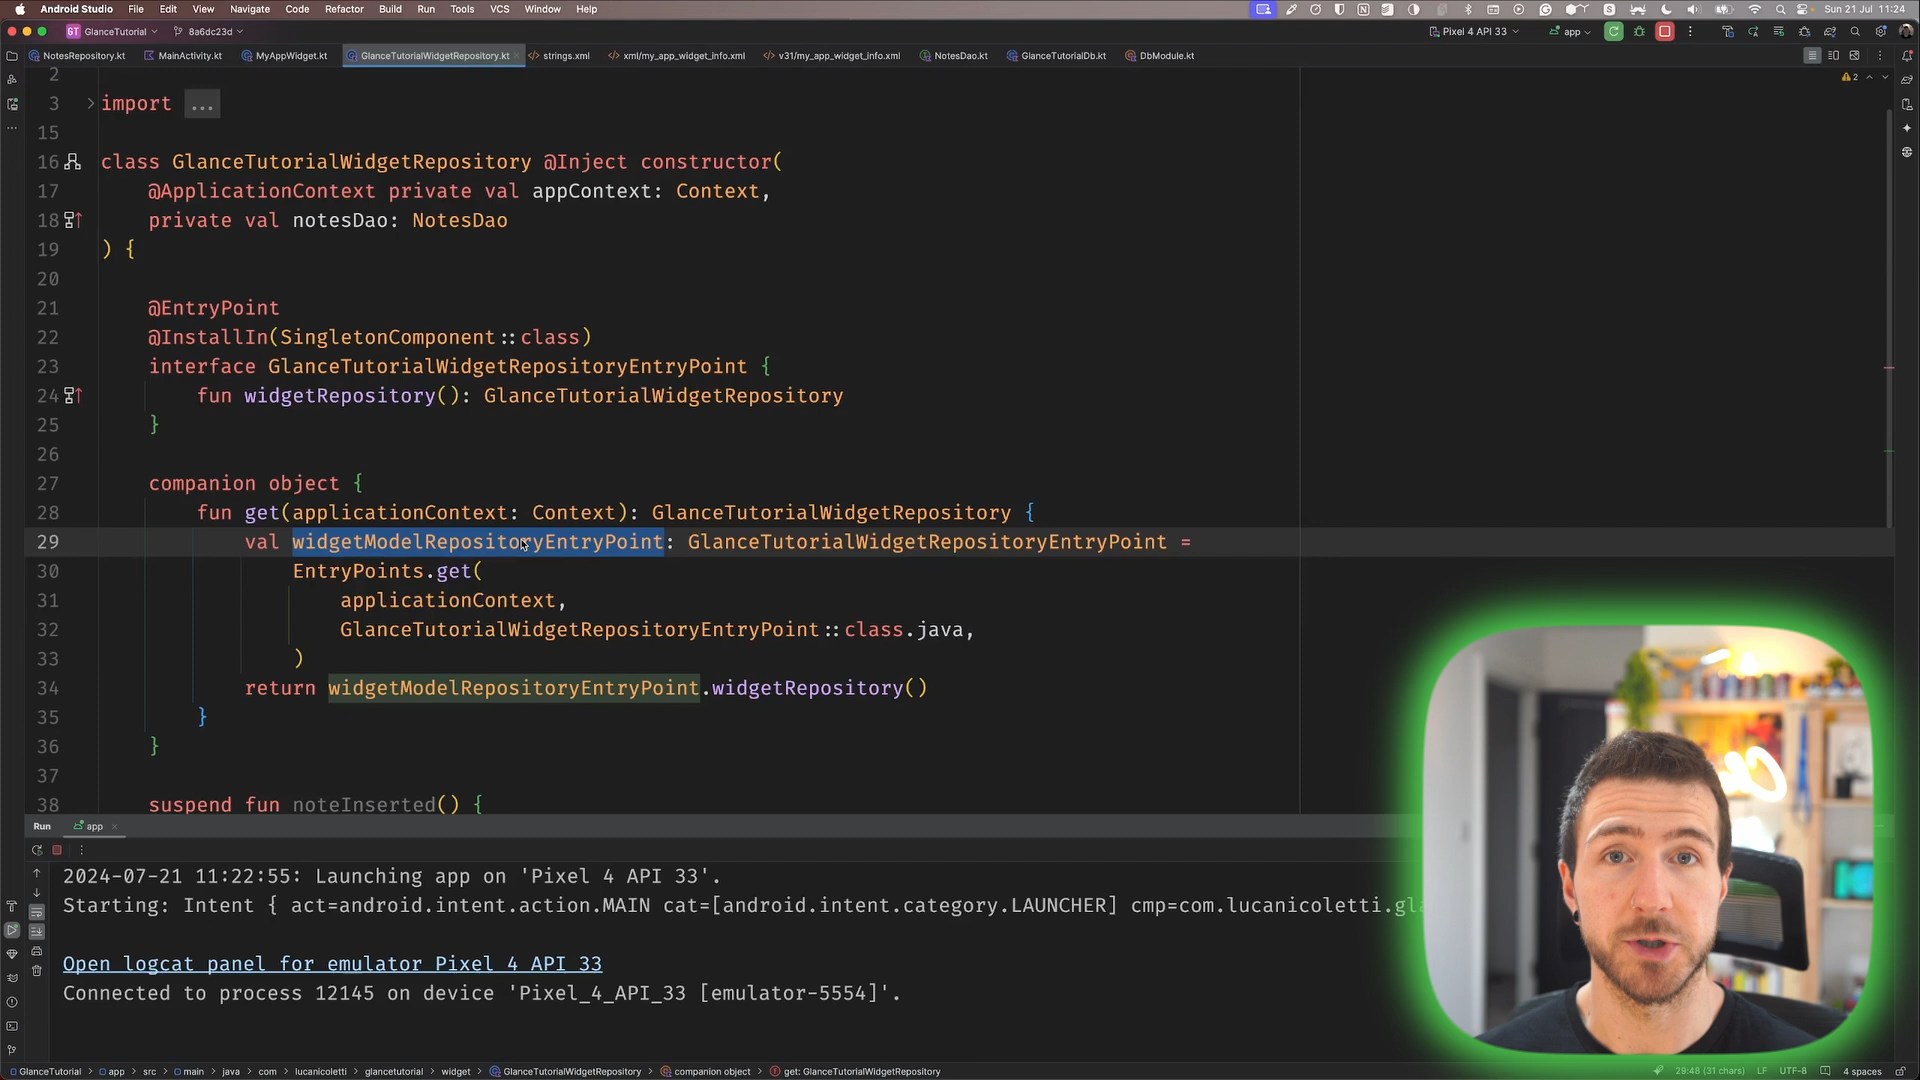 Android Studio File Edit View Navigate Code Refactor Build Run Tools VCS Window Help Sun 21 Jul 11:24
GT GlanceTutorial 8a6dc23d Pixel 4 API 33 app
NotesRepository.kt MainActivity.kt MyAppWidget.kt GlanceTutorialWidgetRepository.kt strings.xml xml/my_app_widget_info.xml v31/my_app_widget_info.xml NotesDao.kt GlanceTutorialDb.kt DbModule.kt
2
3 import ...
2
15
16 class GlanceTutorialWidgetRepository @Inject constructor(
17 @ApplicationContext private val appContext: Context,
18 private val notesDao: NotesDao
19 ) {
20
21 @EntryPoint
22 @InstallIn(SingletonComponent::class)
23 interface GlanceTutorialWidgetRepositoryEntryPoint {
24 fun widgetRepository(): GlanceTutorialWidgetRepository
25 }
26
27 companion object {
28 fun get(applicationContext: Context): GlanceTutorialWidgetRepository {
29 val widgetModelRepositoryEntryPoint: GlanceTutorialWidgetRepositoryEntryPoint =
30 EntryPoints.get(
31 applicationContext,
32 GlanceTutorialWidgetRepositoryEntryPoint::class.java,
33 )
34 return widgetModelRepositoryEntryPoint.widgetRepository()
35 }
36 }
37
38 suspend fun noteInserted() {
Run app
2024-07-21 11:22:55: Launching app on 'Pixel 4 API 33'.
Starting: Intent { act=android.intent.action.MAIN cat=[android.intent.category.LAUNCHER] cmp=com.lucanicoletti.gl
Open logcat panel for emulator Pixel 4 API 33
Connected to process 12145 on device 'Pixel_4_API_33 [emulator-5554]'.
GlanceTutorial app src main java com lucanicoletti glancetutorial widget GlanceTutorialWidgetRepository companion object get: GlanceTutorialWidgetRepository 29:48 (31 chars) LF UTF-8 4 spaces